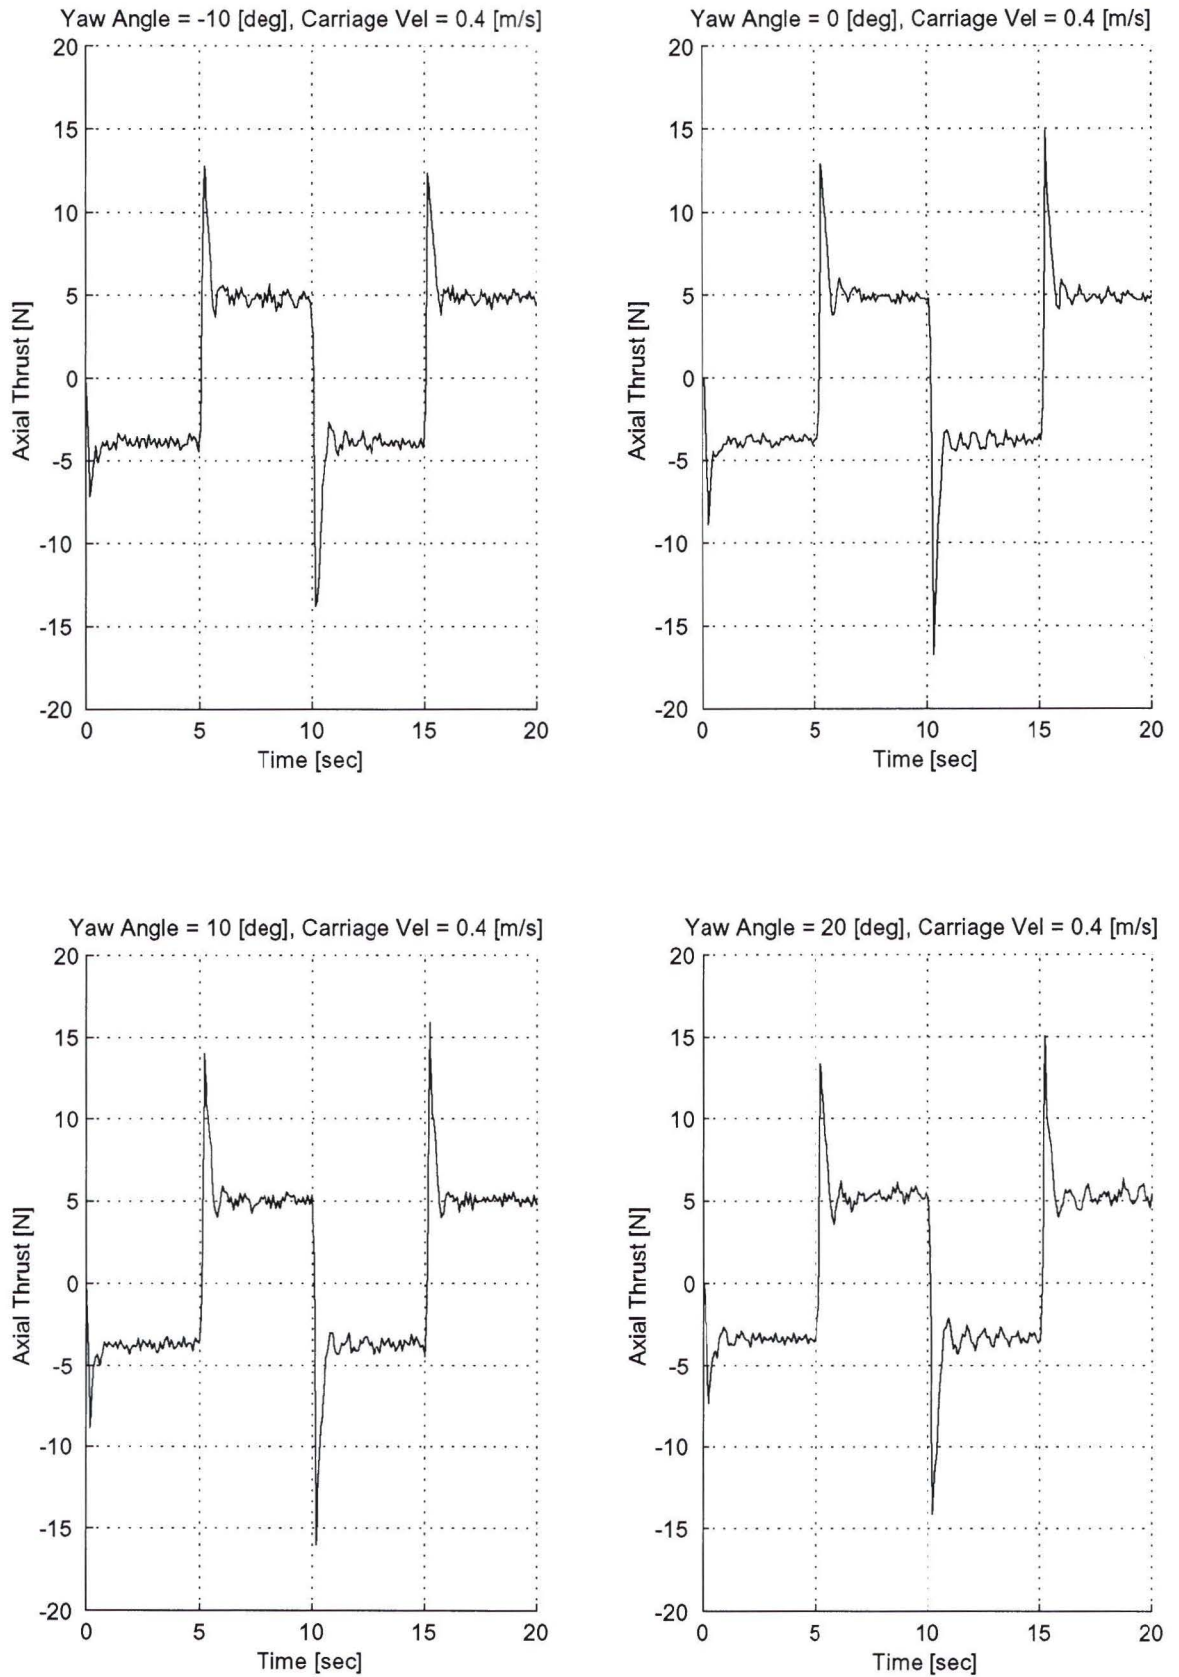 Yaw Angle = -10 [deg], Carriage Vel = 0.4 [m/s]
20
15
10
5
0
-5
-10
-15
-20
Axial Thrust [N]
0 5 10 15 20
Time [sec]
Yaw Angle = 0 [deg], Carriage Vel = 0.4 [m/s]
20
15
10
5
0
-5
-10
-15
-20
Axial Thrust [N]
0 5 10 15 20
Time [sec]
Yaw Angle = 10 [deg], Carriage Vel = 0.4 [m/s]
20
15
10
5
0
-5
-10
-15
-20
Axial Thrust [N]
0 5 10 15 20
Time [sec]
Yaw Angle = 20 [deg], Carriage Vel = 0.4 [m/s]
20
15
10
5
0
-5
-10
-15
-20
Axial Thrust [N]
0 5 10 15 20
Time [sec]